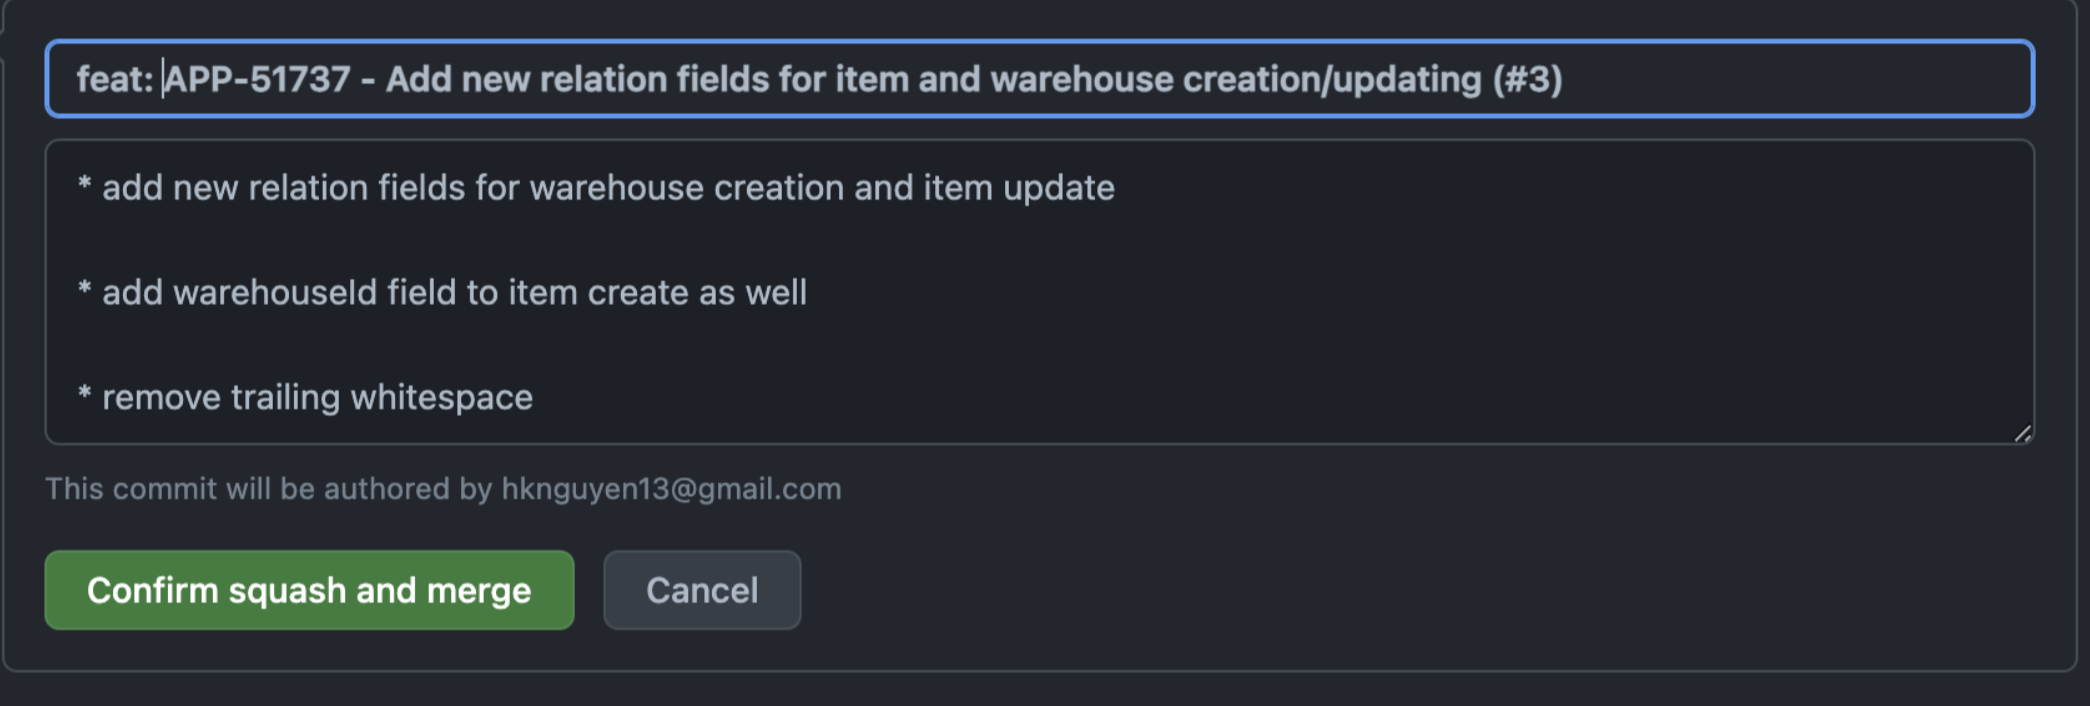 feat: APP-51737 - Add new relation fields for item and warehouse creation/updating (#3)
* add new relation fields for warehouse creation and item update
* add warehouseId field to item create as well
* remove trailing whitespace
This commit will be authored by hknguyen13@gmail.com
Confirm squash and merge
Cancel